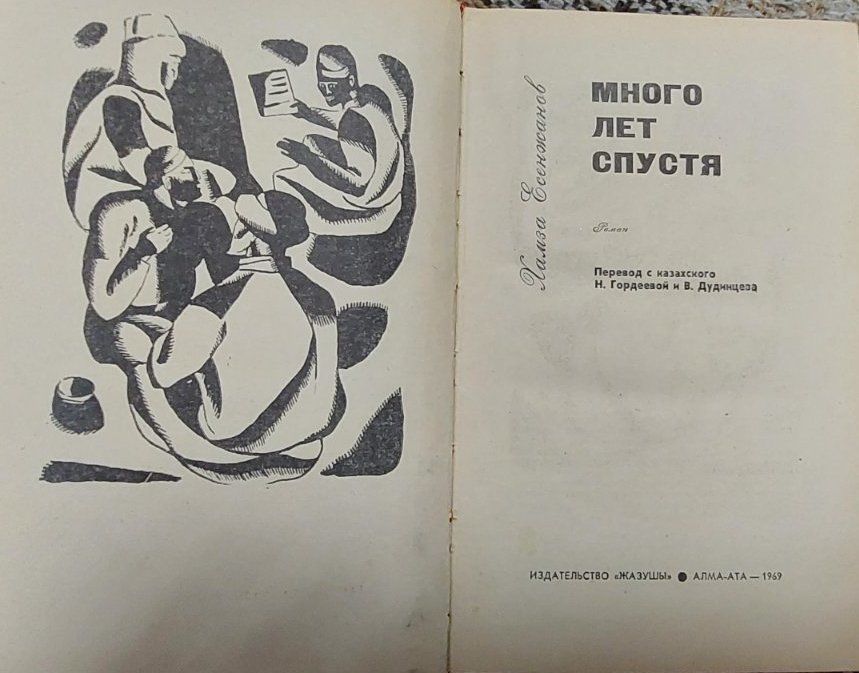 Хамза Есенжанов
МНОГО
ЛЕТ
СПУСТЯ
Роман
Перевод с казахского
Н. Гордеевой и В. Дудинцева
ИЗДАТЕЛЬСТВО «ЖАЗУШЫ» ● АЛМА-АТА — 1969